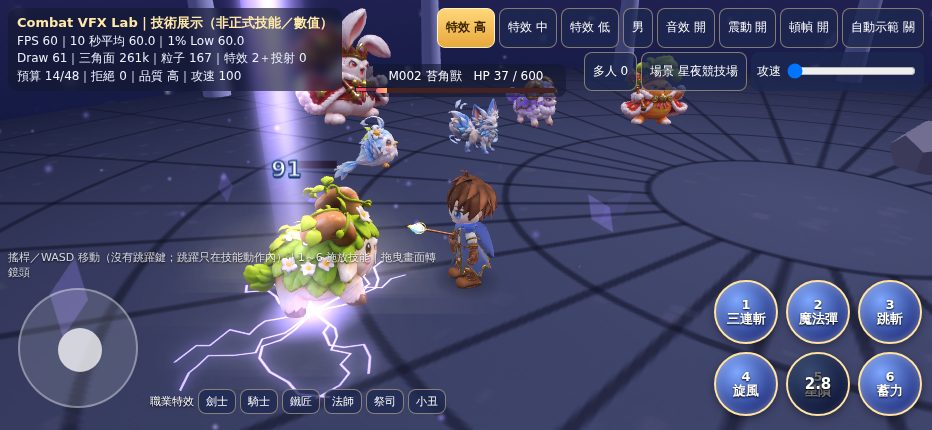 Combat VFX Lab｜技術展示（非正式技能／數值）
FPS 60｜10 秒平均 60.0｜1% Low 60.0
Draw 61｜三角面 261k｜粒子 167｜特效 2＋投射 0
預算 14/48｜拒絕 0｜品質 高｜攻速 100
特效 高
特效 中
特效 低
男
音效 開
震動 開
頓幀 開
自動示範 關
多人 0
場景 星夜競技場
攻速
M002 苔角獸 HP 37 / 600
91
搖桿／WASD 移動（沒有跳躍鍵；跳躍只在技能動作內）｜1～6 施放技能｜拖曳畫面轉
鏡頭
1
三連斬
2
魔法彈
3
跳斬
4
旋風
5
2.8
6
蓄力
職業特效
劍士
騎士
鐵匠
法師
祭司
小丑